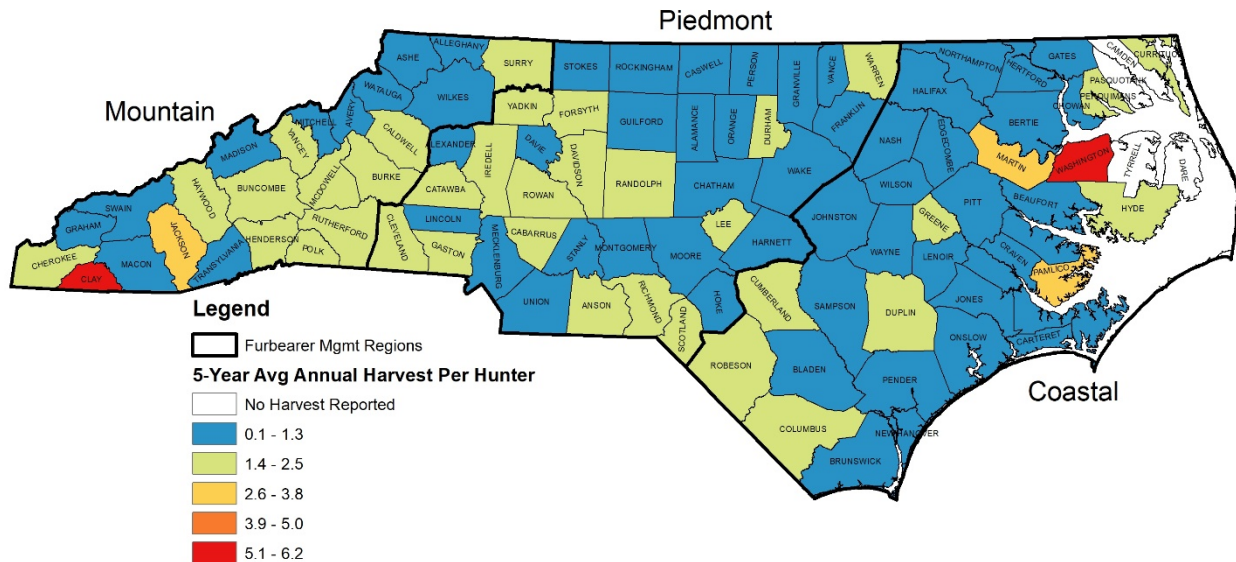 Piedmont
Mountain
Coastal
ALLEGHANY
ASHE
SURRY
STOKES
ROCKINGHAM
CASWELL
PERSON
GRANVILLE
VANCE
WARREN
NORTHAMPTON
HERTFORD
GATES
CAMDEN
CURRITUCK
PASQUOTANK
PERQUIMANS
CHOWAN
HALIFAX
WATAUGA
WILKES
YADKIN
FORSYTH
GUILFORD
ALAMANCE
ORANGE
DURHAM
FRANKLIN
NASH
EDGECOMBE
BERTIE
MARTIN
WASHINGTON
TYRRELL
DARE
MITCHELL
AVERY
CALDWELL
ALEXANDER
IREDELL
DAVIE
DAVIDSON
RANDOLPH
CHATHAM
WAKE
WILSON
PITT
BEAUFORT
HYDE
MADISON
YANCEY
MCDOWELL
BURKE
CATAWBA
ROWAN
LEE
JOHNSTON
GREENE
HAYWOOD
BUNCOMBE
RUTHERFORD
CLEVELAND
LINCOLN
GASTON
CABARRUS
STANLY
MONTGOMERY
MOORE
HARNETT
WAYNE
LENOIR
CRAVEN
PAMLICO
SWAIN
GRAHAM
JACKSON
HENDERSON
POLK
MECKLENBURG
CHEROKEE
CLAY
MACON
TRANSYLVANIA
UNION
ANSON
RICHMOND
SCOTLAND
HOKE
CUMBERLAND
SAMPSON
DUPLIN
JONES
ONSLOW
CARTERET
ROBESON
BLADEN
PENDER
COLUMBUS
NEW HANOVER
BRUNSWICK
Legend
Furbearer Mgmt Regions
5-Year Avg Annual Harvest Per Hunter
No Harvest Reported
0.1 - 1.3
1.4 - 2.5
2.6 - 3.8
3.9 - 5.0
5.1 - 6.2